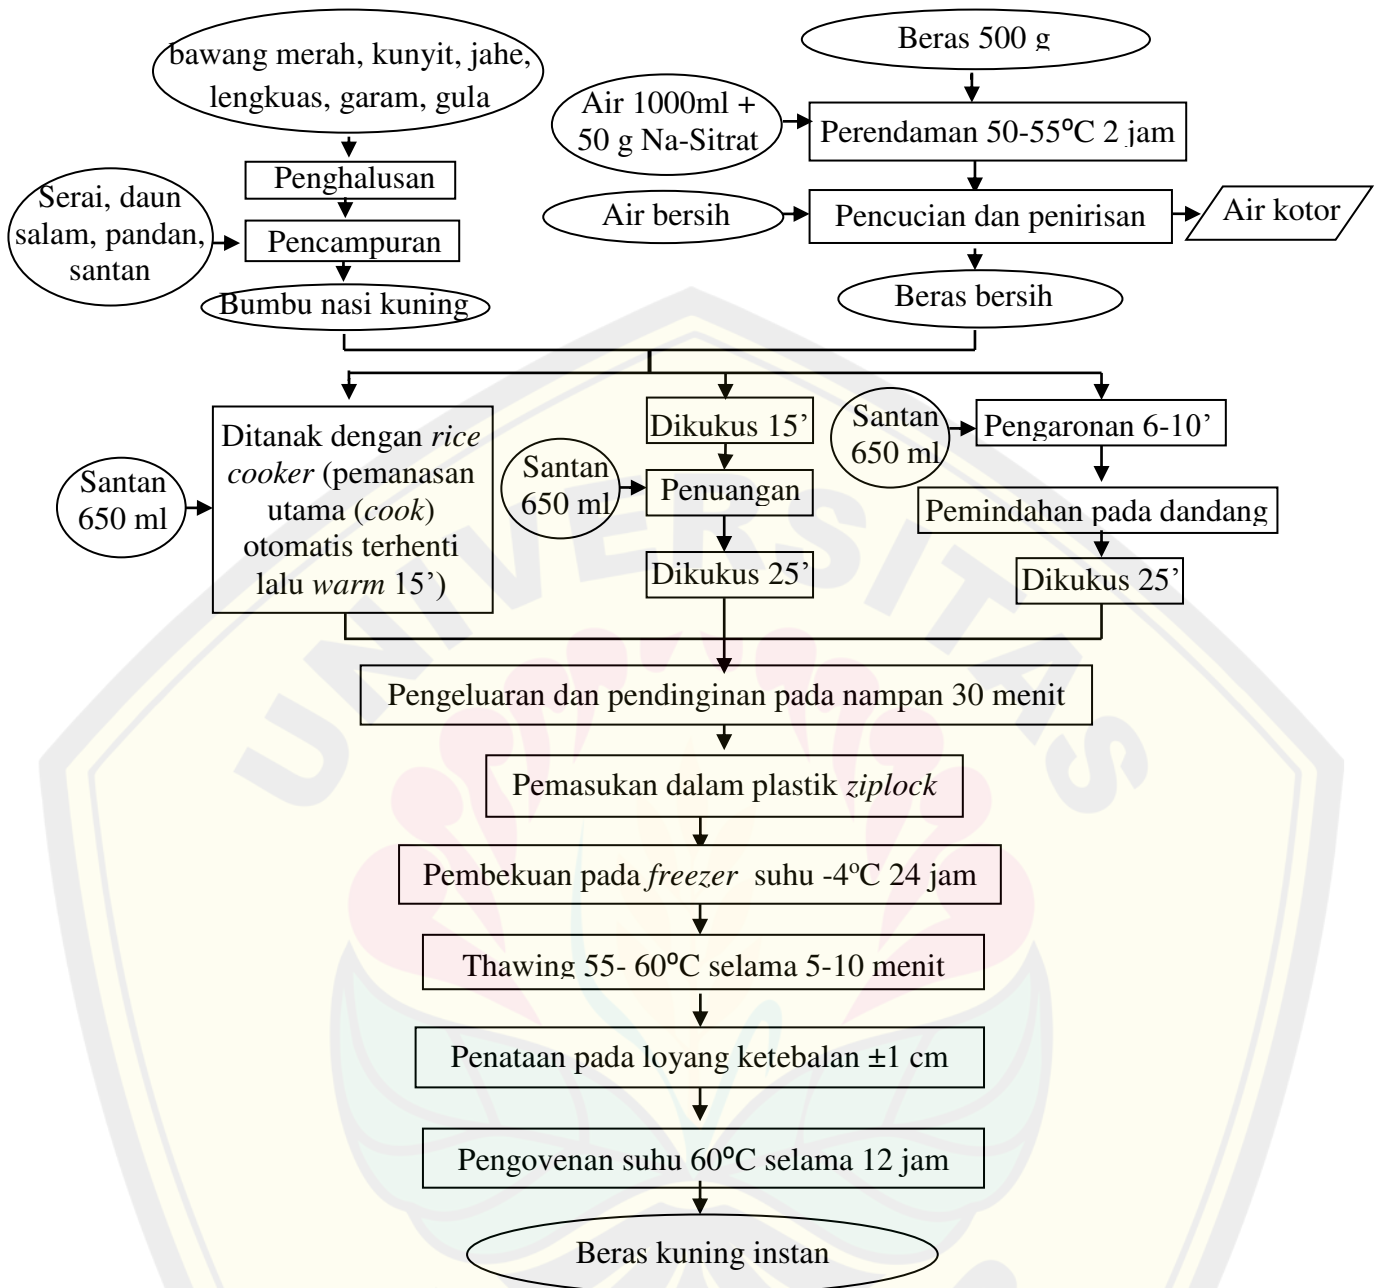 bawang merah, kunyit, jahe,
lengkuas, garam, gula
Penghalusan
Serai, daun
salam, pandan,
santan
Pencampuran
Bumbu nasi kuning
Beras 500 g
Air 1000ml +
50 g Na-Sitrat
Perendaman 50-55ºC 2 jam
Air bersih
Pencucian dan penirisan
Air kotor
Beras bersih
Santan
650 ml
Ditanak dengan rice
cooker (pemanasan
utama (cook)
otomatis terhenti
lalu warm 15’)
Dikukus 15’
Santan
650 ml
Penuangan
Dikukus 25’
Santan
650 ml
Pengaronan 6-10’
Pemindahan pada dandang
Dikukus 25’
Pengeluaran dan pendinginan pada nampan 30 menit
Pemasukan dalam plastik ziplock
Pembekuan pada freezer suhu -4ºC 24 jam
Thawing 55- 60ºC selama 5-10 menit
Penataan pada loyang ketebalan ±1 cm
Pengovenan suhu 60ºC selama 12 jam
Beras kuning instan
UNIVERSITAS